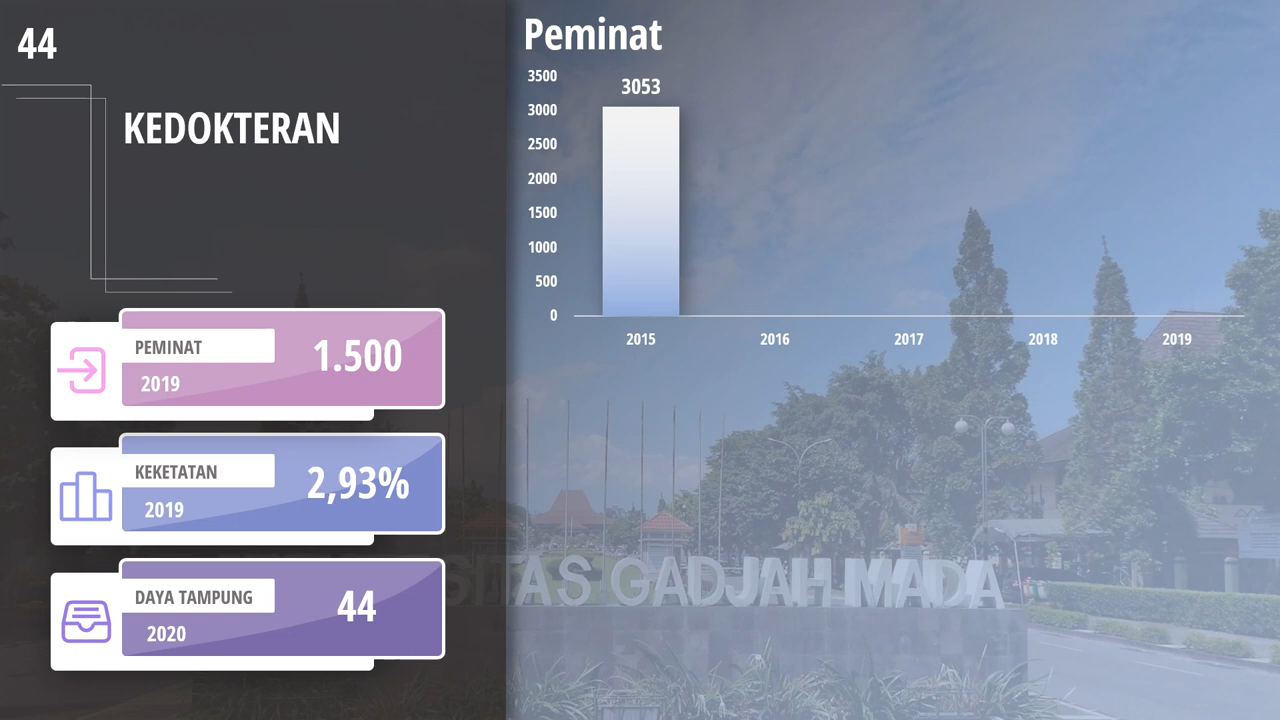 44
KEDOKTERAN
PEMINAT
1.500
2019
KEKETATAN
2,93%
2019
DAYA TAMPUNG
44
2020
Peminat
3500
3000
2500
2000
1500
1000
500
0
3053
2015 2016 2017 2018 2019
SITAS GADJAH MADA